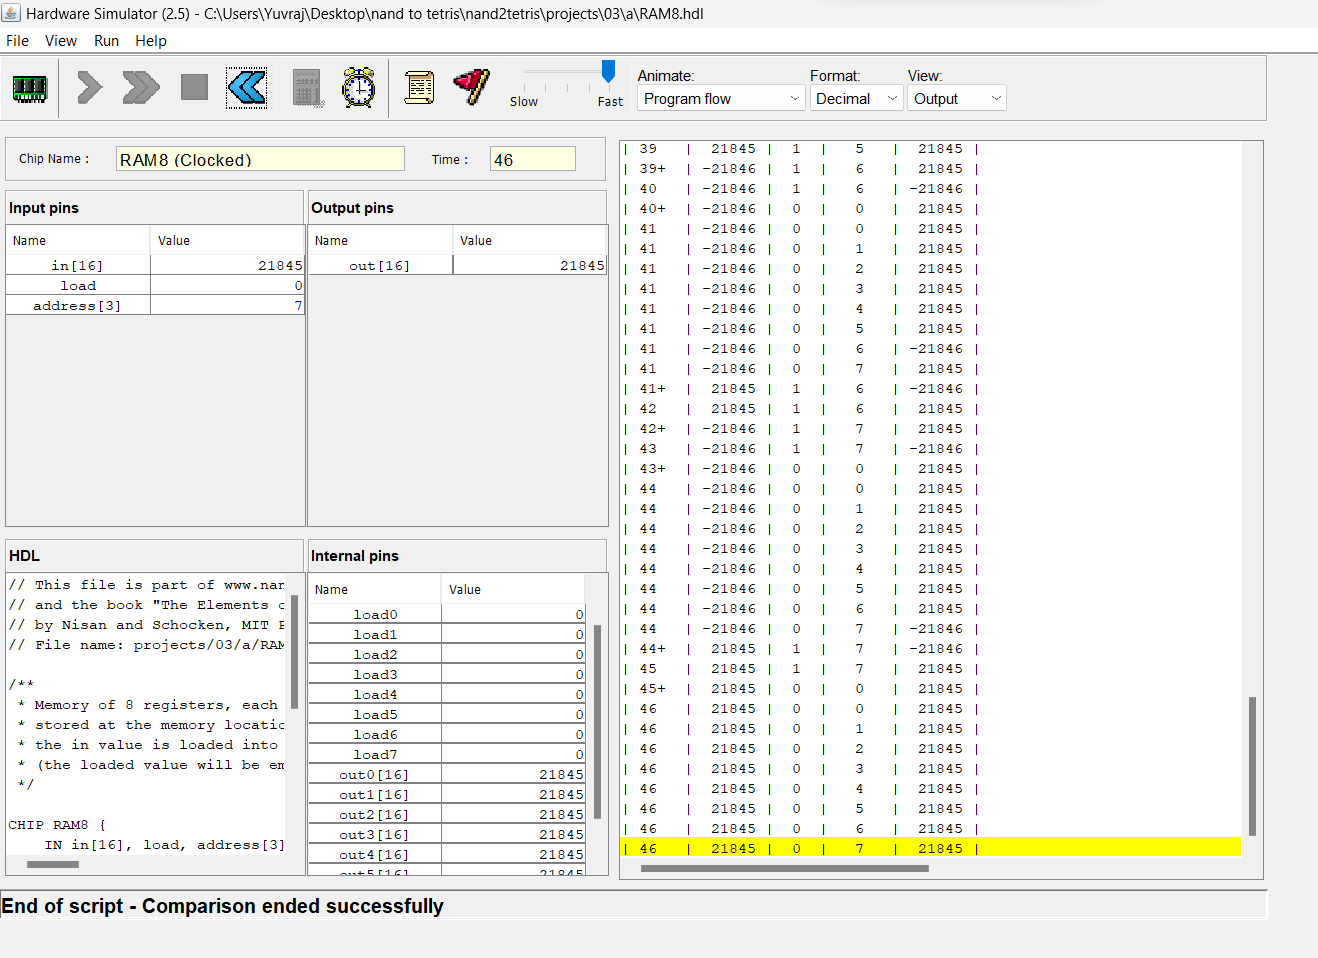 Hardware Simulator (2.5) - C:\Users\Yuvraj\Desktop\nand to tetris\nand2tetris\projects\03\a\RAM8.hdl
File View Run Help
Slow Fast
Animate: Format: View:
Program flow Decimal Output
Chip Name : RAM8 (Clocked) Time : 46
Input pins
Name Value
in[16] 21845
load 0
address[3] 7
Output pins
Name Value
out[16] 21845
HDL
// This file is part of www.nan
// and the book "The Elements
// by Nisan and Schocken, MIT
// File name: projects/03/a/RAM
/**
* Memory of 8 registers, each
* stored at the memory locatio
* the in value is loaded into
* (the loaded value will be em
*/
CHIP RAM8 {
IN in[16], load, address[3]
Internal pins
Name Value
load0 0
load1 0
load2 0
load3 0
load4 0
load5 0
load6 0
load7 0
out0[16] 21845
out1[16] 21845
out2[16] 21845
out3[16] 21845
out4[16] 21845
out5[16] 21845
| 39 | 21845 | 1 | 5 | 21845 |
| 39+ | -21846 | 1 | 6 | 21845 |
| 40 | -21846 | 1 | 6 | -21846 |
| 40+ | -21846 | 0 | 0 | 21845 |
| 41 | -21846 | 0 | 0 | 21845 |
| 41 | -21846 | 0 | 1 | 21845 |
| 41 | -21846 | 0 | 2 | 21845 |
| 41 | -21846 | 0 | 3 | 21845 |
| 41 | -21846 | 0 | 4 | 21845 |
| 41 | -21846 | 0 | 5 | 21845 |
| 41 | -21846 | 0 | 6 | -21846 |
| 41 | -21846 | 0 | 7 | 21845 |
| 41+ | 21845 | 1 | 6 | -21846 |
| 42 | 21845 | 1 | 6 | 21845 |
| 42+ | -21846 | 1 | 7 | 21845 |
| 43 | -21846 | 1 | 7 | -21846 |
| 43+ | -21846 | 0 | 0 | 21845 |
| 44 | -21846 | 0 | 0 | 21845 |
| 44 | -21846 | 0 | 1 | 21845 |
| 44 | -21846 | 0 | 2 | 21845 |
| 44 | -21846 | 0 | 3 | 21845 |
| 44 | -21846 | 0 | 4 | 21845 |
| 44 | -21846 | 0 | 5 | 21845 |
| 44 | -21846 | 0 | 6 | 21845 |
| 44 | -21846 | 0 | 7 | -21846 |
| 44+ | 21845 | 1 | 7 | -21846 |
| 45 | 21845 | 1 | 7 | 21845 |
| 45+ | 21845 | 0 | 0 | 21845 |
| 46 | 21845 | 0 | 0 | 21845 |
| 46 | 21845 | 0 | 1 | 21845 |
| 46 | 21845 | 0 | 2 | 21845 |
| 46 | 21845 | 0 | 3 | 21845 |
| 46 | 21845 | 0 | 4 | 21845 |
| 46 | 21845 | 0 | 5 | 21845 |
| 46 | 21845 | 0 | 6 | 21845 |
| 46 | 21845 | 0 | 7 | 21845 |
End of script - Comparison ended successfully